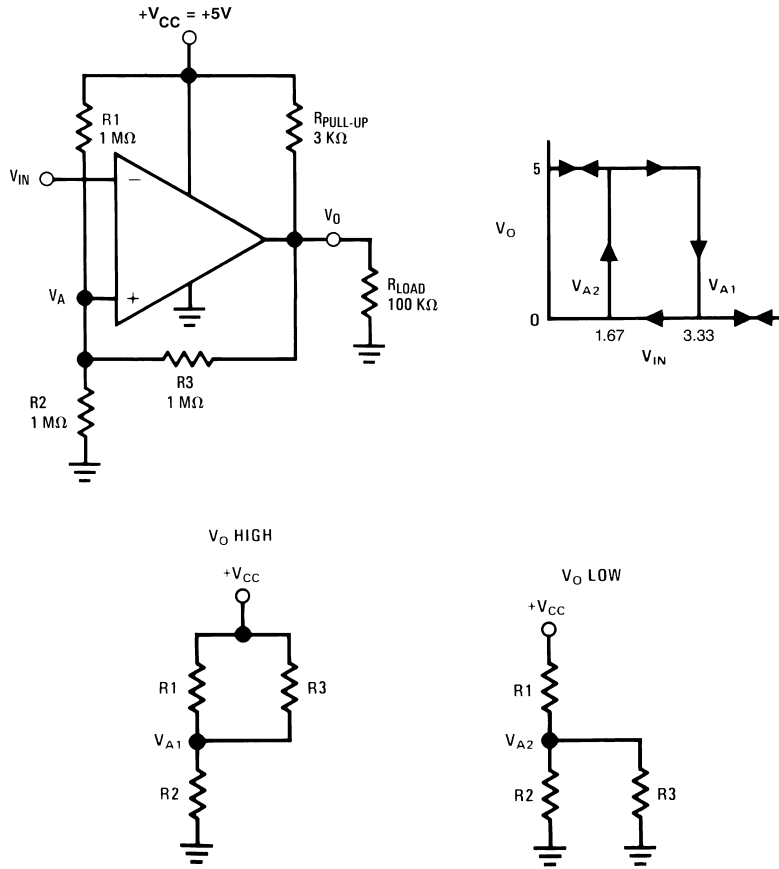 +VCC = +5V
R1
1 MΩ
RPULL-UP
3 KΩ
VIN
−
VO
VA
+
RLOAD
100 KΩ
R3
1 MΩ
R2
1 MΩ
5
VO
VA2
VA1
0
1.67
3.33
VIN
VO HIGH
+VCC
R1
R3
VA1
R2
VO LOW
+VCC
R1
VA2
R2
R3